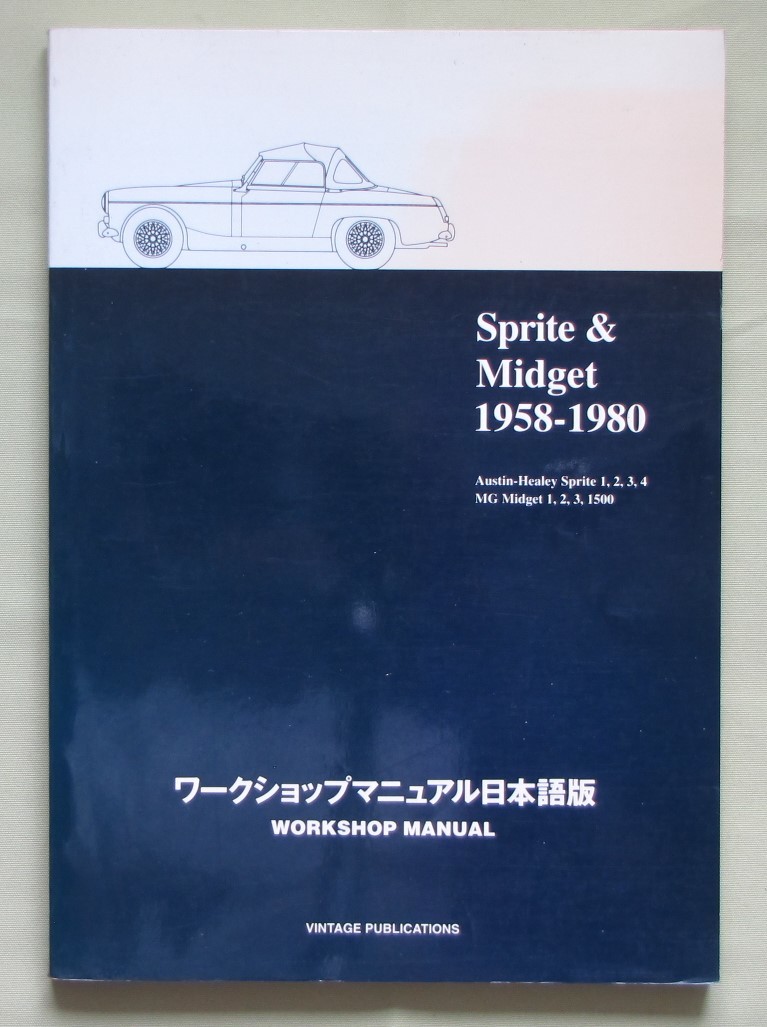 Sprite &
Midget
1958-1980
Austin-Healey Sprite 1, 2, 3, 4
MG Midget 1, 2, 3, 1500
ワークショップマニュアル日本語版
WORKSHOP MANUAL
VINTAGE PUBLICATIONS